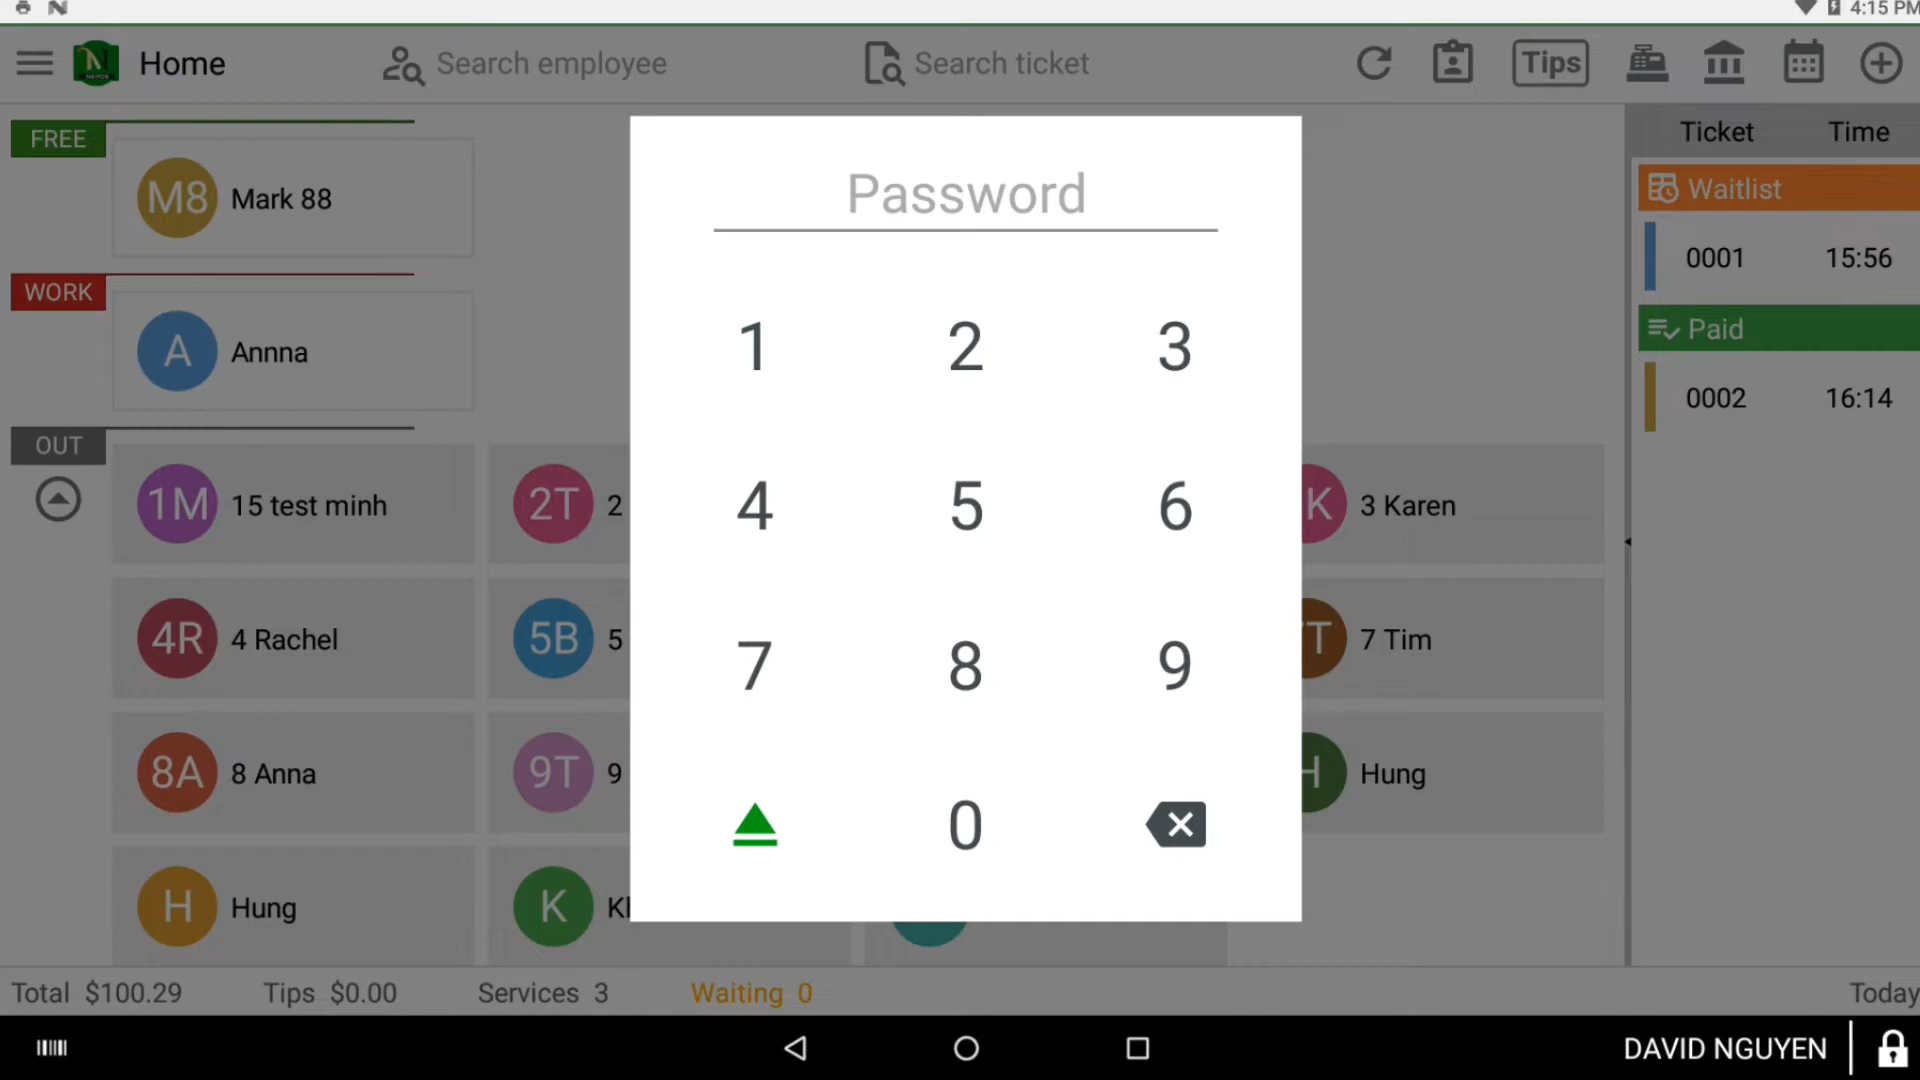 4:15 PM
Home
Search employee
Search ticket
Tips
FREE
M8 Mark 88
WORK
A Annna
OUT
1M 15 test minh
2T 2
K 3 Karen
4R 4 Rachel
5B 5
T 7 Tim
8A 8 Anna
9T 9
H Hung
H Hung
K
Password
1 2 3
4 5 6
7 8 9
0
Ticket Time
Waitlist
0001 15:56
Paid
0002 16:14
Total $100.29 Tips $0.00 Services 3 Waiting 0 Today
DAVID NGUYEN